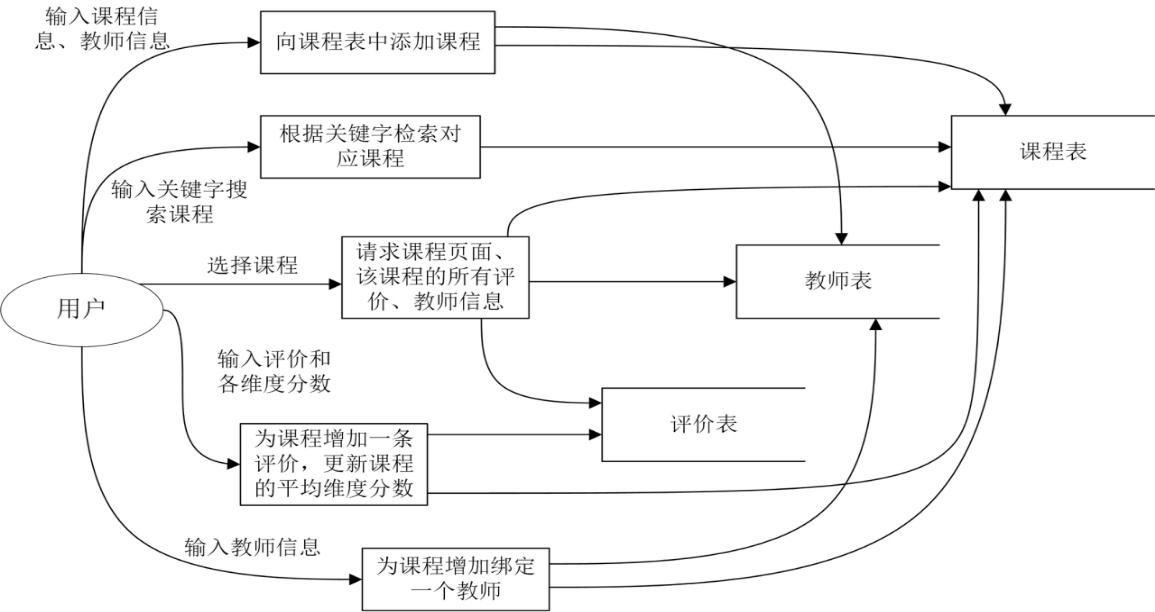 输入课程信
息、教师信息
向课程表中添加课程
根据关键字检索对
应课程
课程表
输入关键字搜
索课程
选择课程
请求课程页面、
该课程的所有评
价、教师信息
教师表
用户
输入评价和
各维度分数
评价表
为课程增加一条
评价，更新课程
的平均维度分数
输入教师信息
为课程增加绑定
一个教师